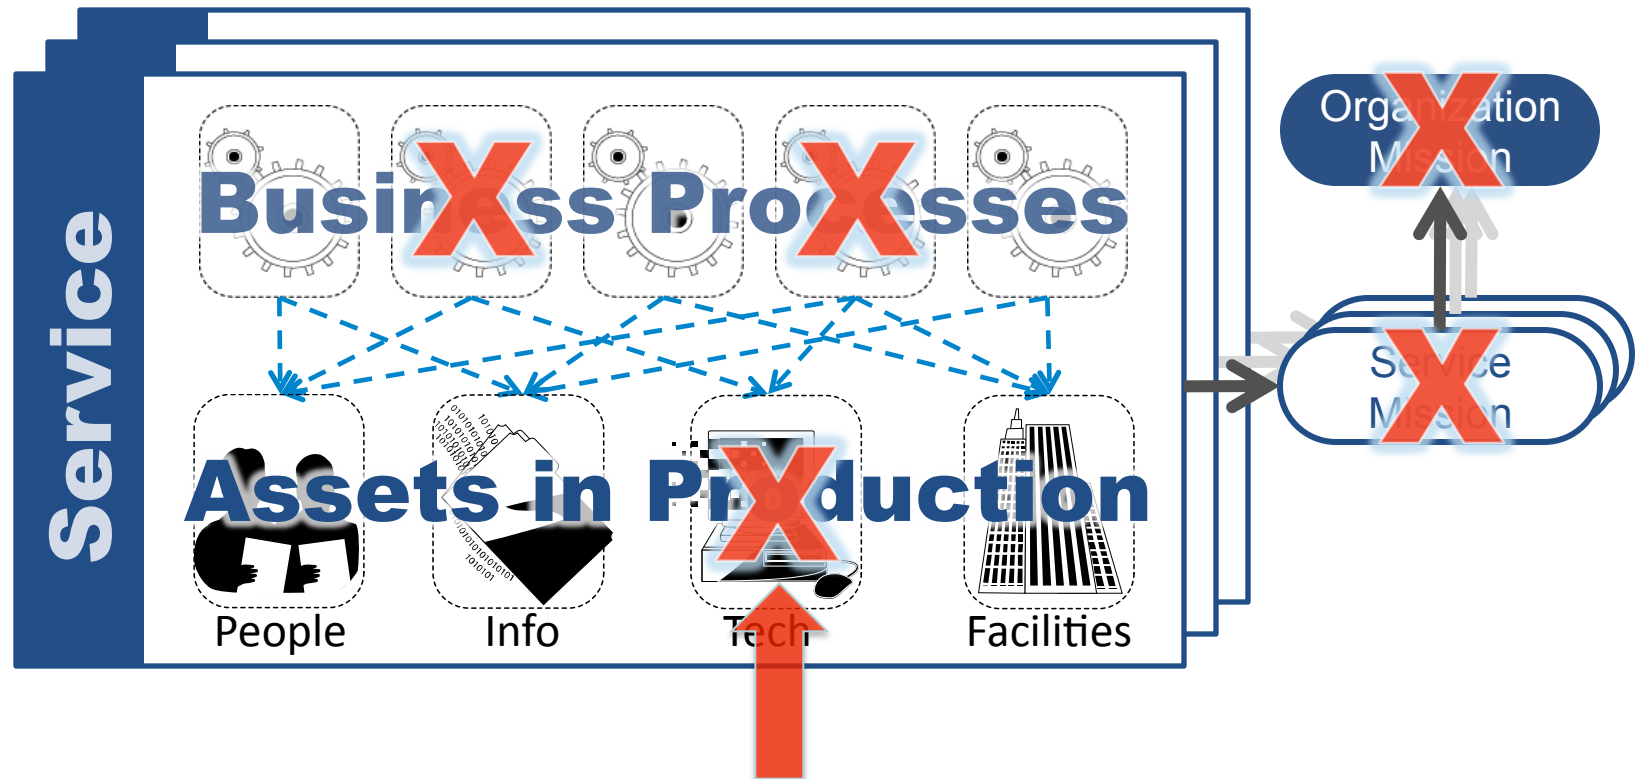 Service
Business Processes
Assets in Production
People
Info
Tech
Facilities
Organization
Mission
Service
Mission
X
X
X
X
X